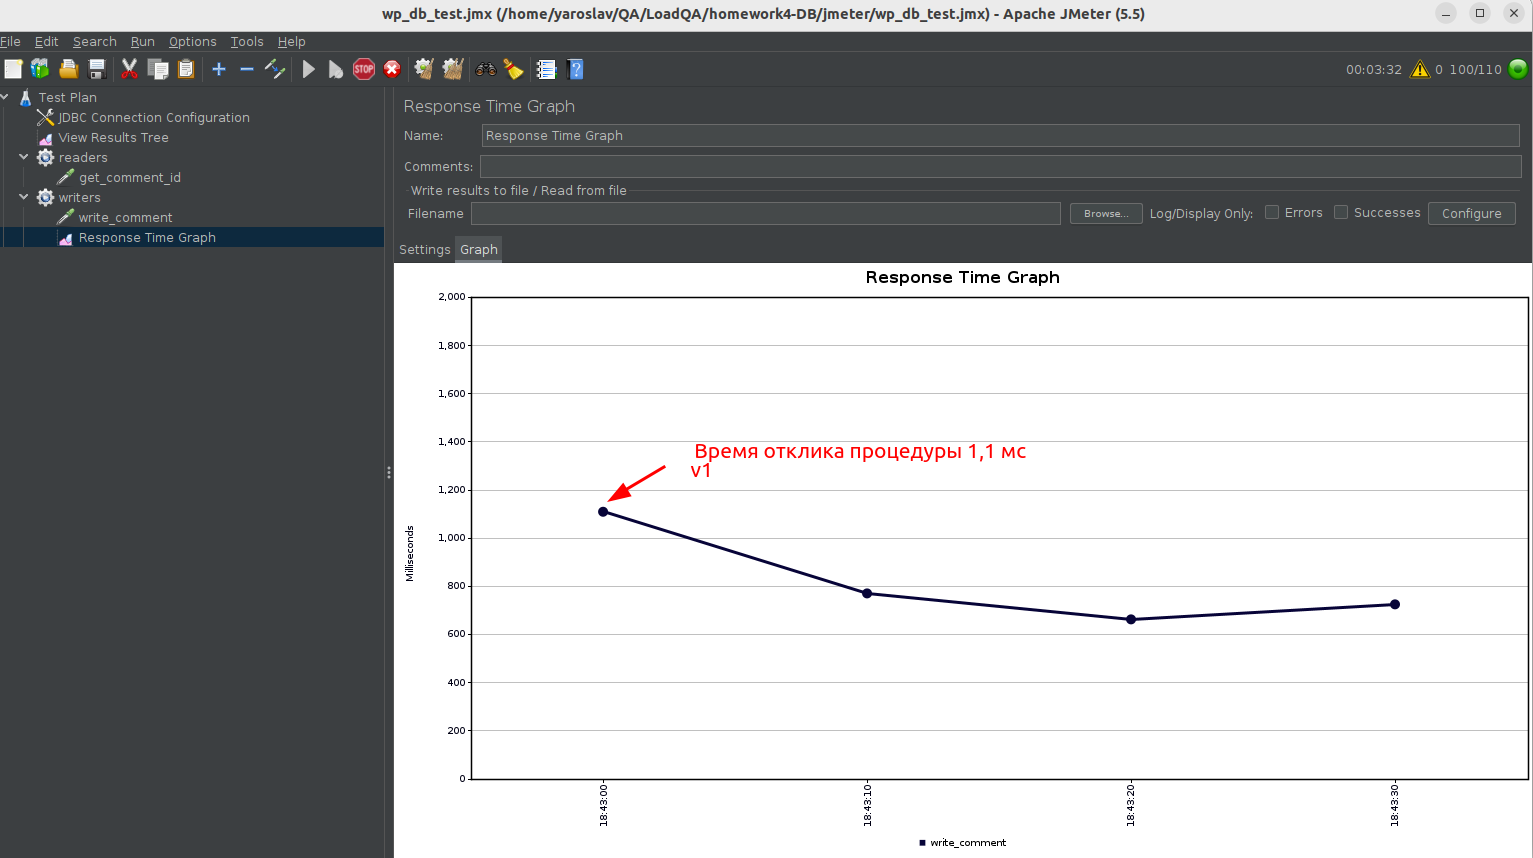 wp_db_test.jmx (/home/yaroslav/QA/LoadQA/homework4-DB/jmeter/wp_db_test.jmx) - Apache JMeter (5.5)
File Edit Search Run Options Tools Help
STOP
00:03:32 0 100/110
Test Plan
JDBC Connection Configuration
View Results Tree
readers
get_comment_id
writers
write_comment
Response Time Graph
Response Time Graph
Name: Response Time Graph
Comments:
Write results to file / Read from file
Filename Browse... Log/Display Only: Errors Successes Configure
Settings Graph
Response Time Graph
2,000
1,800
1,600
1,400
1,200
1,000
800
600
400
200
0
Milliseconds
Время отклика процедуры 1,1 мс
v1
18:43:00
18:43:10
18:43:20
18:43:30
write_comment